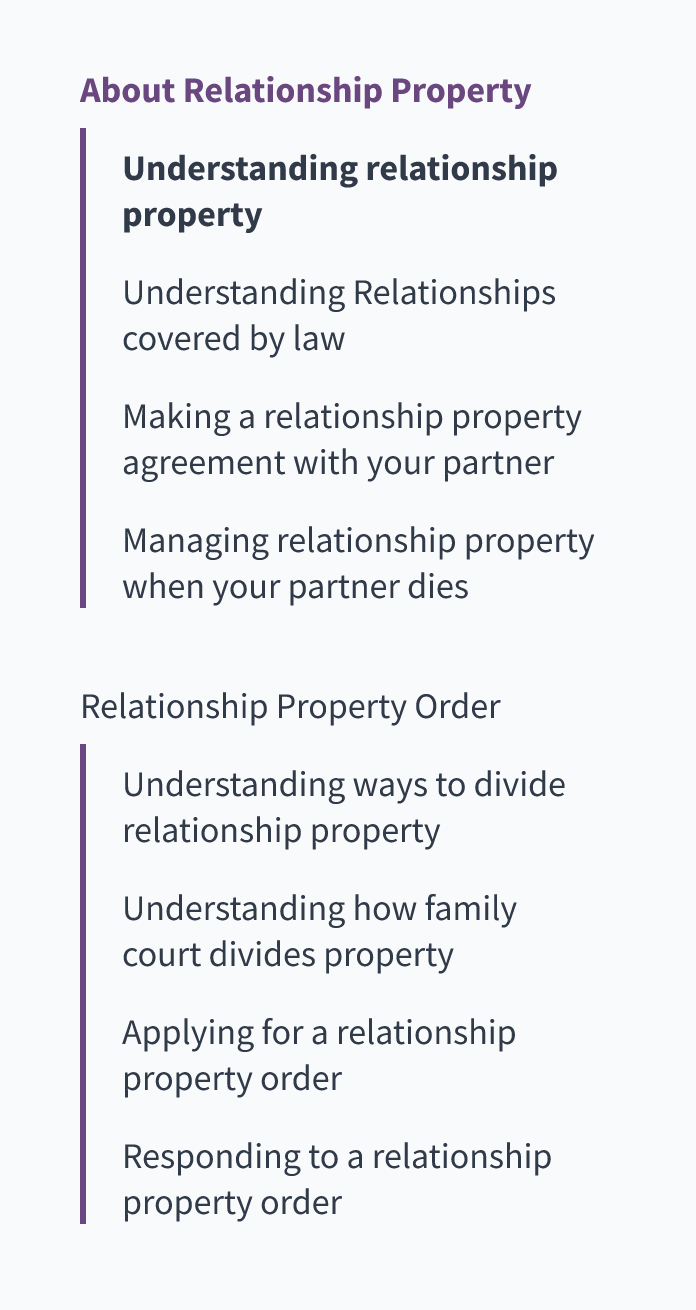 About Relationship Property
Understanding relationship
property
Understanding Relationships
covered by law
Making a relationship property
agreement with your partner
Managing relationship property
when your partner dies
Relationship Property Order
Understanding ways to divide
relationship property
Understanding how family
court divides property
Applying for a relationship
property order
Responding to a relationship
property order